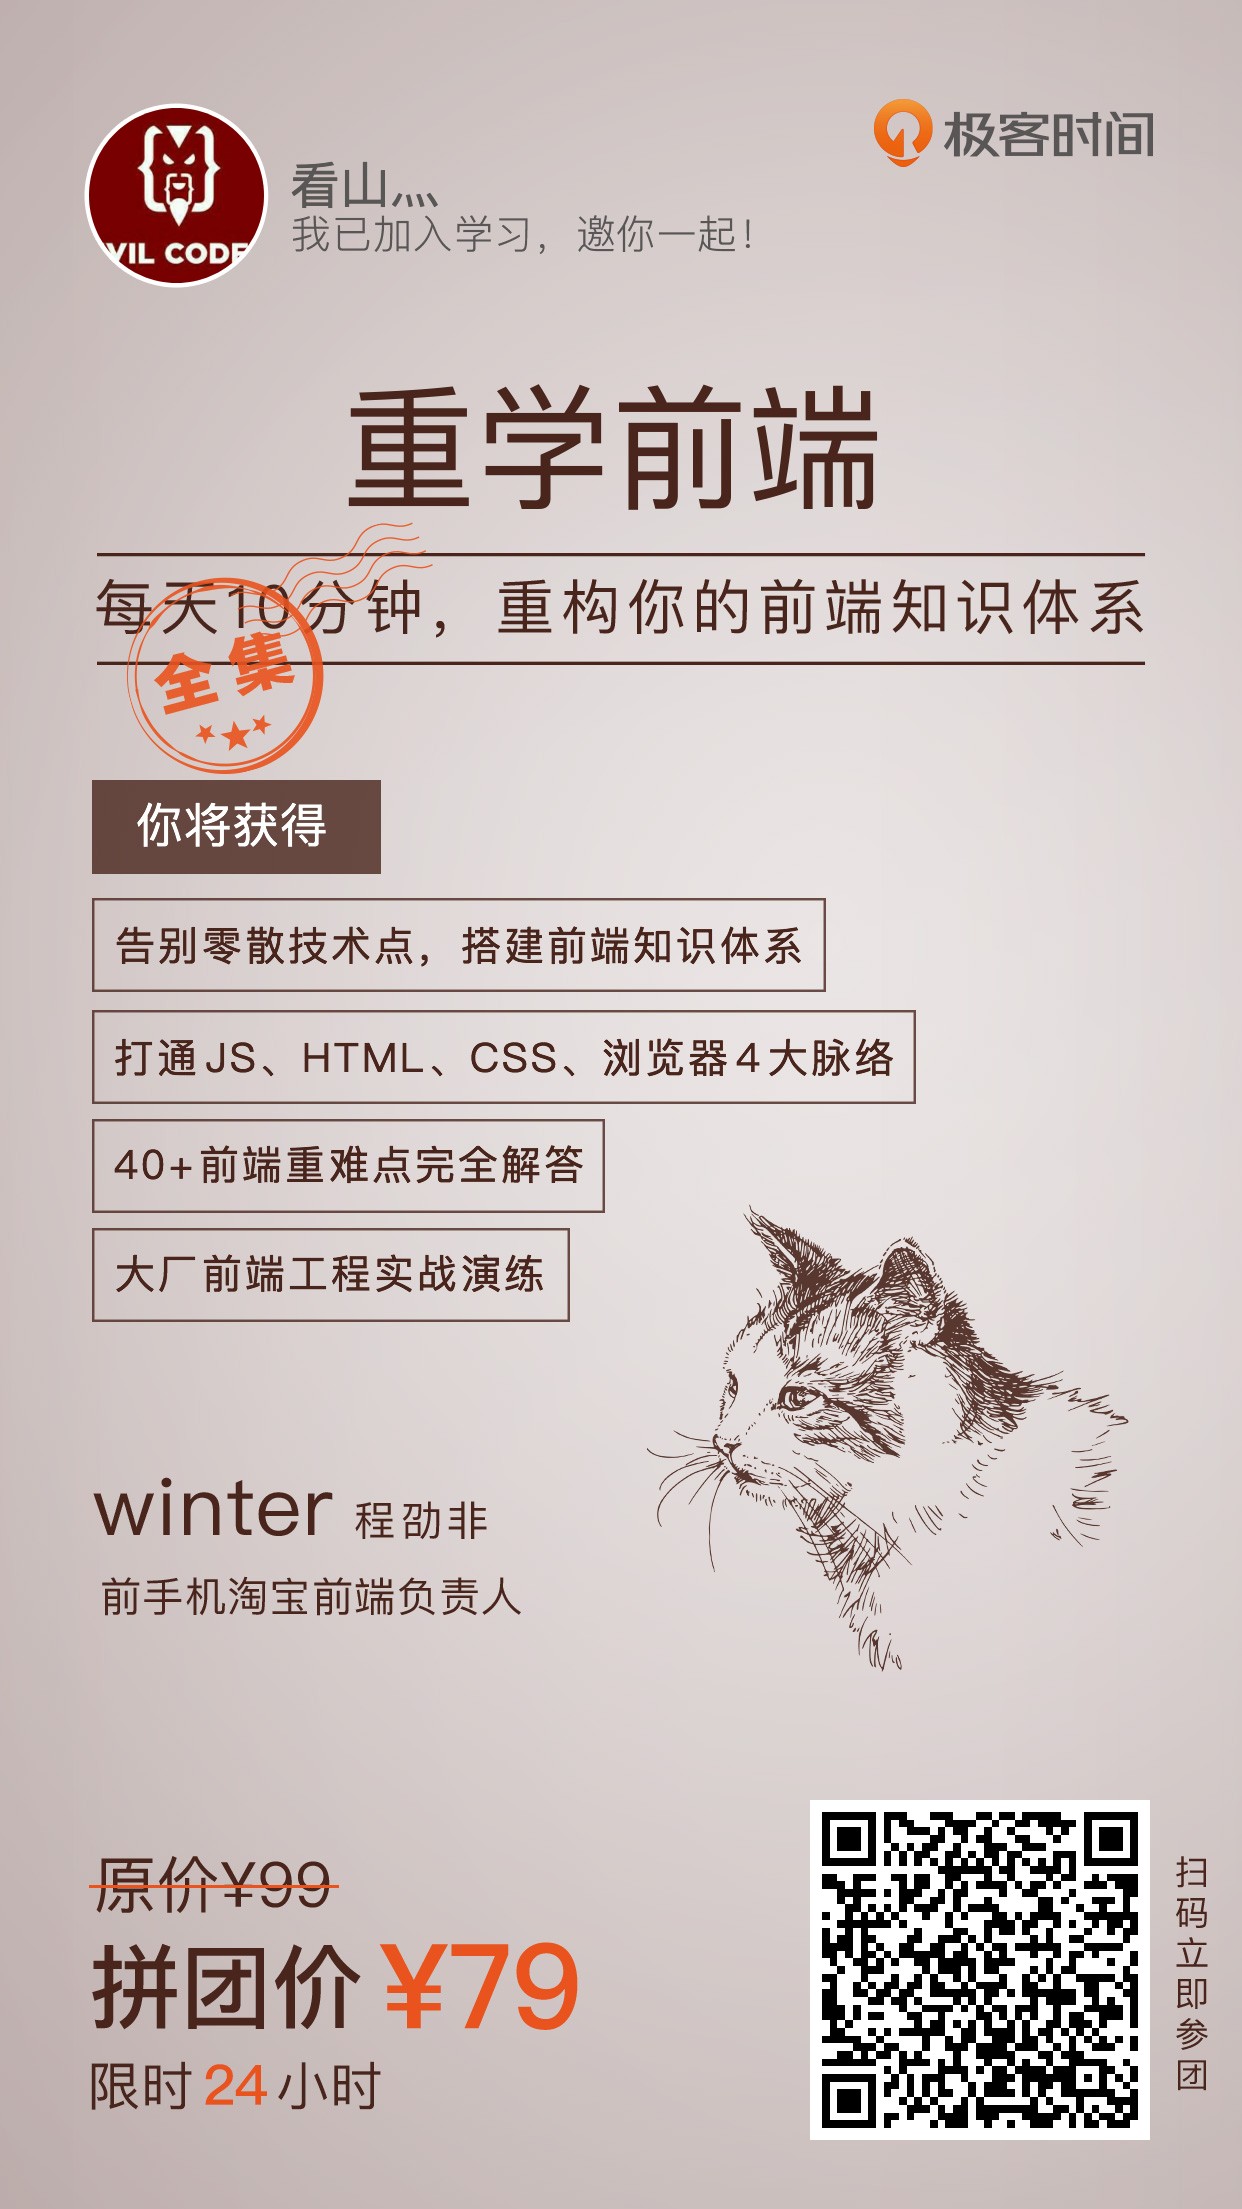 VIL CODE
看山灬
我已加入学习，邀你一起！
极客时间
重学前端
每天10分钟，重构你的前端知识体系
全集
你将获得
告别零散技术点，搭建前端知识体系
打通JS、HTML、CSS、浏览器4大脉络
40+前端重难点完全解答
大厂前端工程实战演练
winter 程劭非
前手机淘宝前端负责人
原价¥99
拼团价 ¥79
限时 24 小时
扫码立即参团